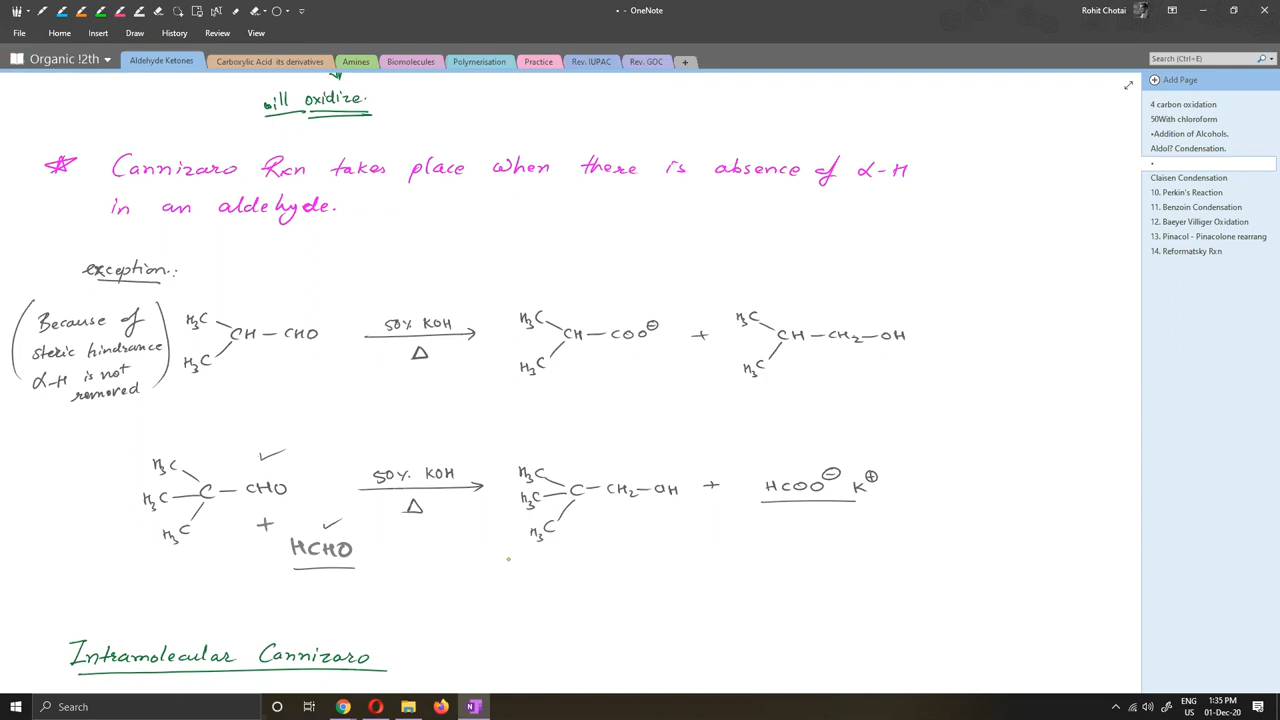 • - OneNote
Rohit Chotai
File Home Insert Draw History Review View
Organic !2th
Aldehyde Ketones Carboxylic Acid its derivatives Amines Biomolecules Polymerisation Practice Rev. IUPAC Rev. GOC
Search (Ctrl+E)
Add Page
4 carbon oxidation
50With chloroform
•Addition of Alcohols.
Aldol? Condensation.
•
Claisen Condensation
10. Perkin's Reaction
11. Benzoin Condensation
12. Baeyer Villiger Oxidation
13. Pinacol - Pinacolone rearrang
14. Reformatsky Rxn
will oxidize.
Cannizaro Rxn takes place when there is absence of α-H
in an aldehyde.
exception:
(Because of
steric hindrance
α-H is not
removed)
H₃C H₃C CH - CHO 50% KOH Δ H₃C H₃C CH - COO⊖ + H₃C H₃C CH - CH₂ - OH
H₃C H₃C H₃C C - CHO + HCHO 50% KOH Δ H₃C H₃C H₃C C - CH₂ - OH + HCOO⊖ K⊕
Intramolecular Cannizaro
Search
ENG
US
1:35 PM
01-Dec-20